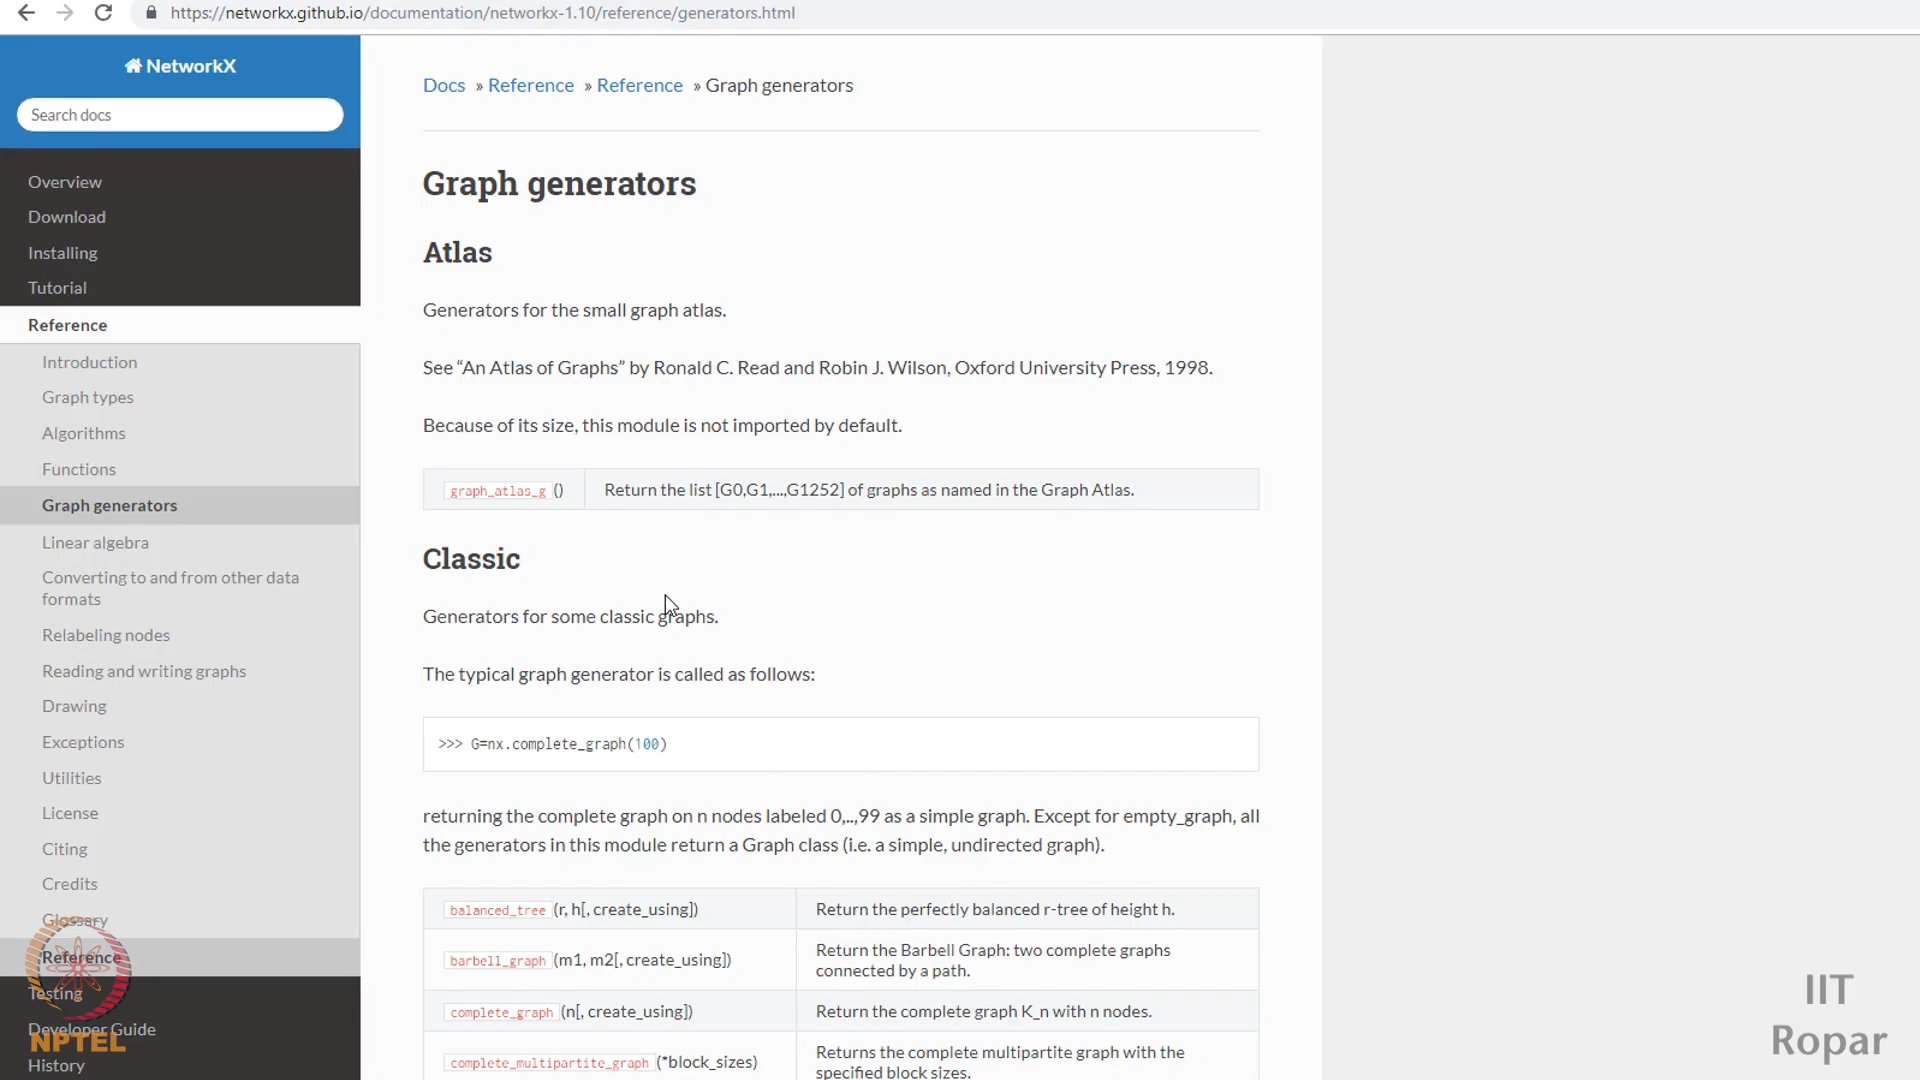 https://networkx.github.io/documentation/networkx-1.10/reference/generators.html
NetworkX
Search docs
Overview
Download
Installing
Tutorial
Reference
Introduction
Graph types
Algorithms
Functions
Graph generators
Linear algebra
Converting to and from other data
formats
Relabeling nodes
Reading and writing graphs
Drawing
Exceptions
Utilities
License
Citing
Credits
Glossary
Reference
Testing
Developer Guide
History
NPTEL
Docs » Reference » Reference » Graph generators
Graph generators
Atlas
Generators for the small graph atlas.
See “An Atlas of Graphs” by Ronald C. Read and Robin J. Wilson, Oxford University Press, 1998.
Because of its size, this module is not imported by default.
graph_atlas_g() Return the list [G0,G1,...,G1252] of graphs as named in the Graph Atlas.
Classic
Generators for some classic graphs.
The typical graph generator is called as follows:
>>> G=nx.complete_graph(100)
returning the complete graph on n nodes labeled 0,..,99 as a simple graph. Except for empty_graph, all
the generators in this module return a Graph class (i.e. a simple, undirected graph).
balanced_tree(r, h[, create_using]) Return the perfectly balanced r-tree of height h.
barbell_graph(m1, m2[, create_using]) Return the Barbell Graph: two complete graphs
connected by a path.
complete_graph(n[, create_using]) Return the complete graph K_n with n nodes.
complete_multipartite_graph(*block_sizes) Returns the complete multipartite graph with the
specified block sizes.
IIT
Ropar